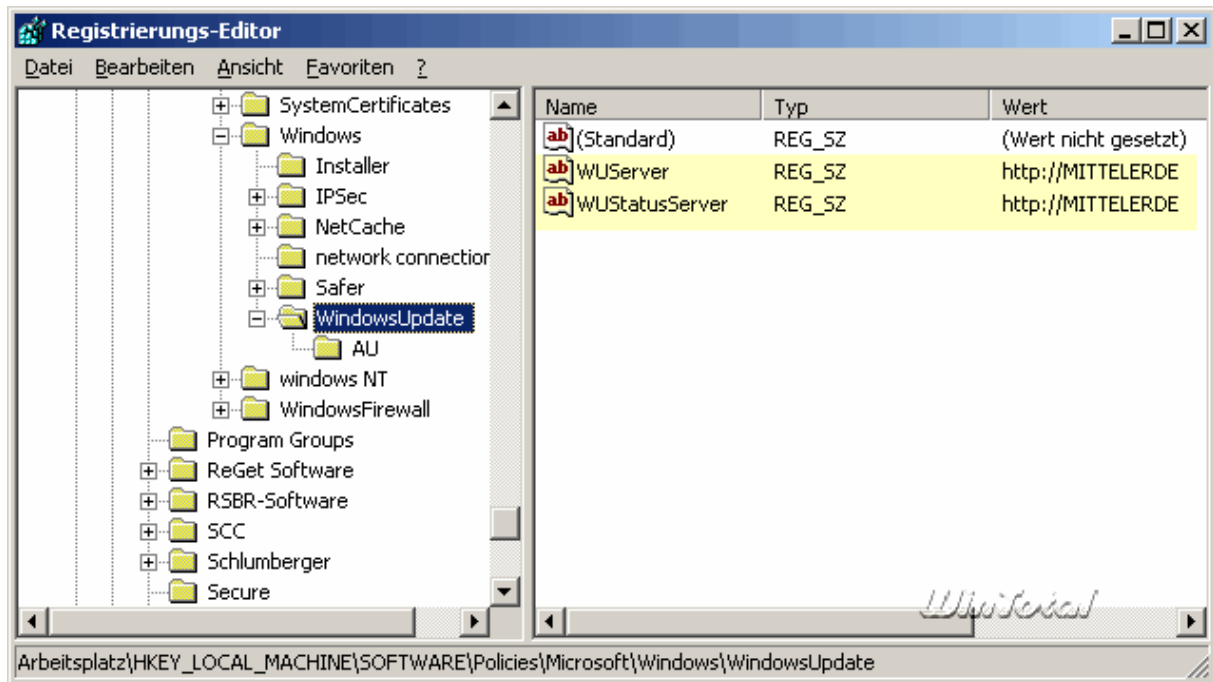 Registrierungs-Editor
Datei Bearbeiten Ansicht Favoriten ?
SystemCertificates
Windows
Installer
IPSec
NetCache
network connection
Safer
WindowsUpdate
AU
windows NT
WindowsFirewall
Program Groups
ReGet Software
RSBR-Software
SCC
Schlumberger
Secure
Name Typ Wert
(Standard) REG_SZ (Wert nicht gesetzt)
WUServer REG_SZ http://MITTELERDE
WUStatusServer REG_SZ http://MITTELERDE
WinTotal
Arbeitsplatz\HKEY_LOCAL_MACHINE\SOFTWARE\Policies\Microsoft\Windows\WindowsUpdate